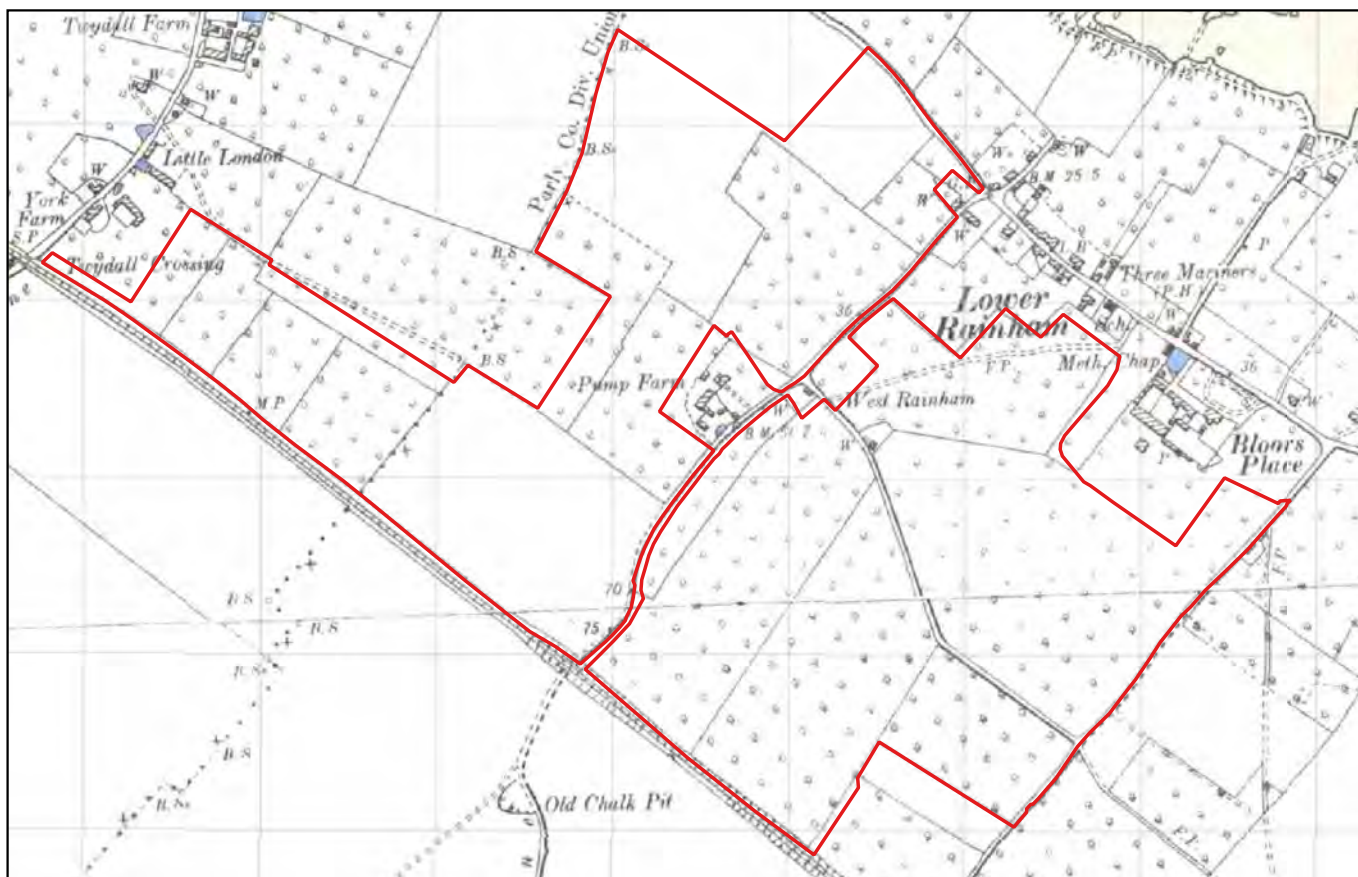 Twydall Farm
W
W
Little London
W
York
Farm
S.P
Twydall Crossing
M.P
Parly Co. Div. Union
B.S.
B.S.
B.S
B.S
B.S
B.S
B.S.
B.S
B.S.
Pump Farm
W
B.M. 51.7
36
70
75
Old Chalk Pit
W
G.P
W
W
B.M. 25.5
W
W
L.B
P
Three Mariners
(P.H.)
W
Lower
Rainham
Sch.
Meth. Chap.
F.P.
West Rainham
W
36
W
Bloors
Place
P
F.P.
F.P.